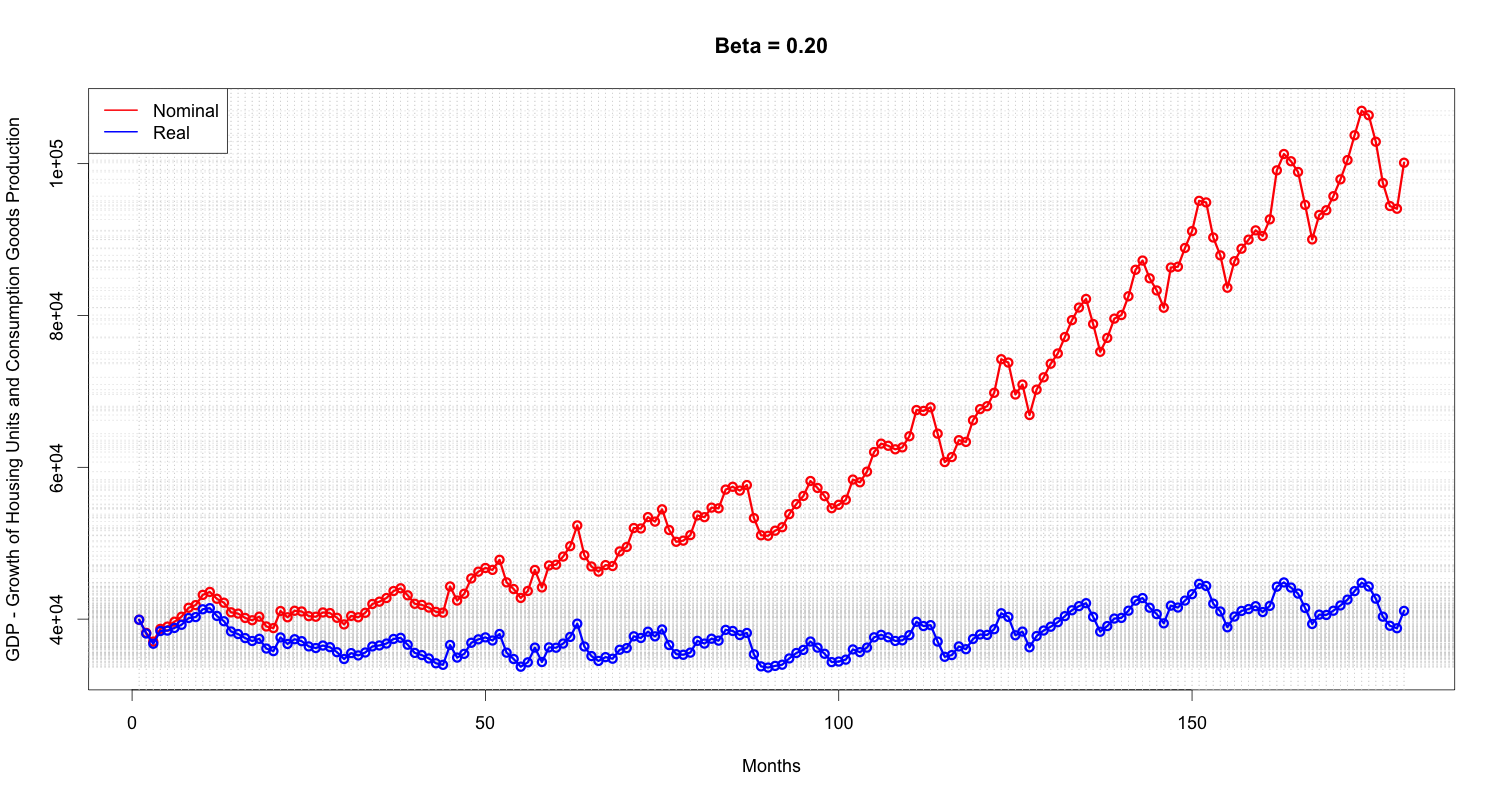 Beta = 0.20
Nominal
Real
GDP - Growth of Housing Units and Consumption Goods Production
1e+05
8e+04
6e+04
4e+04
0 50 100 150
Months